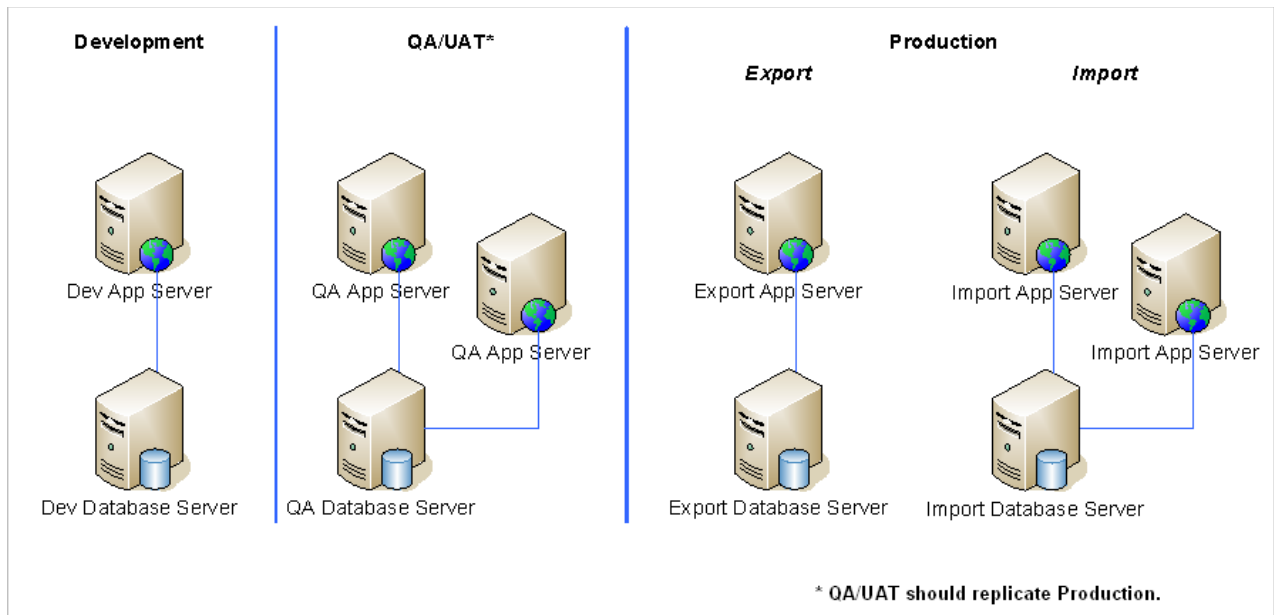 Development
QA/UAT*
Production
Export
Import
Dev App Server
QA App Server
QA App Server
Export App Server
Import App Server
Import App Server
Dev Database Server
QA Database Server
Export Database Server
Import Database Server
* QA/UAT should replicate Production.